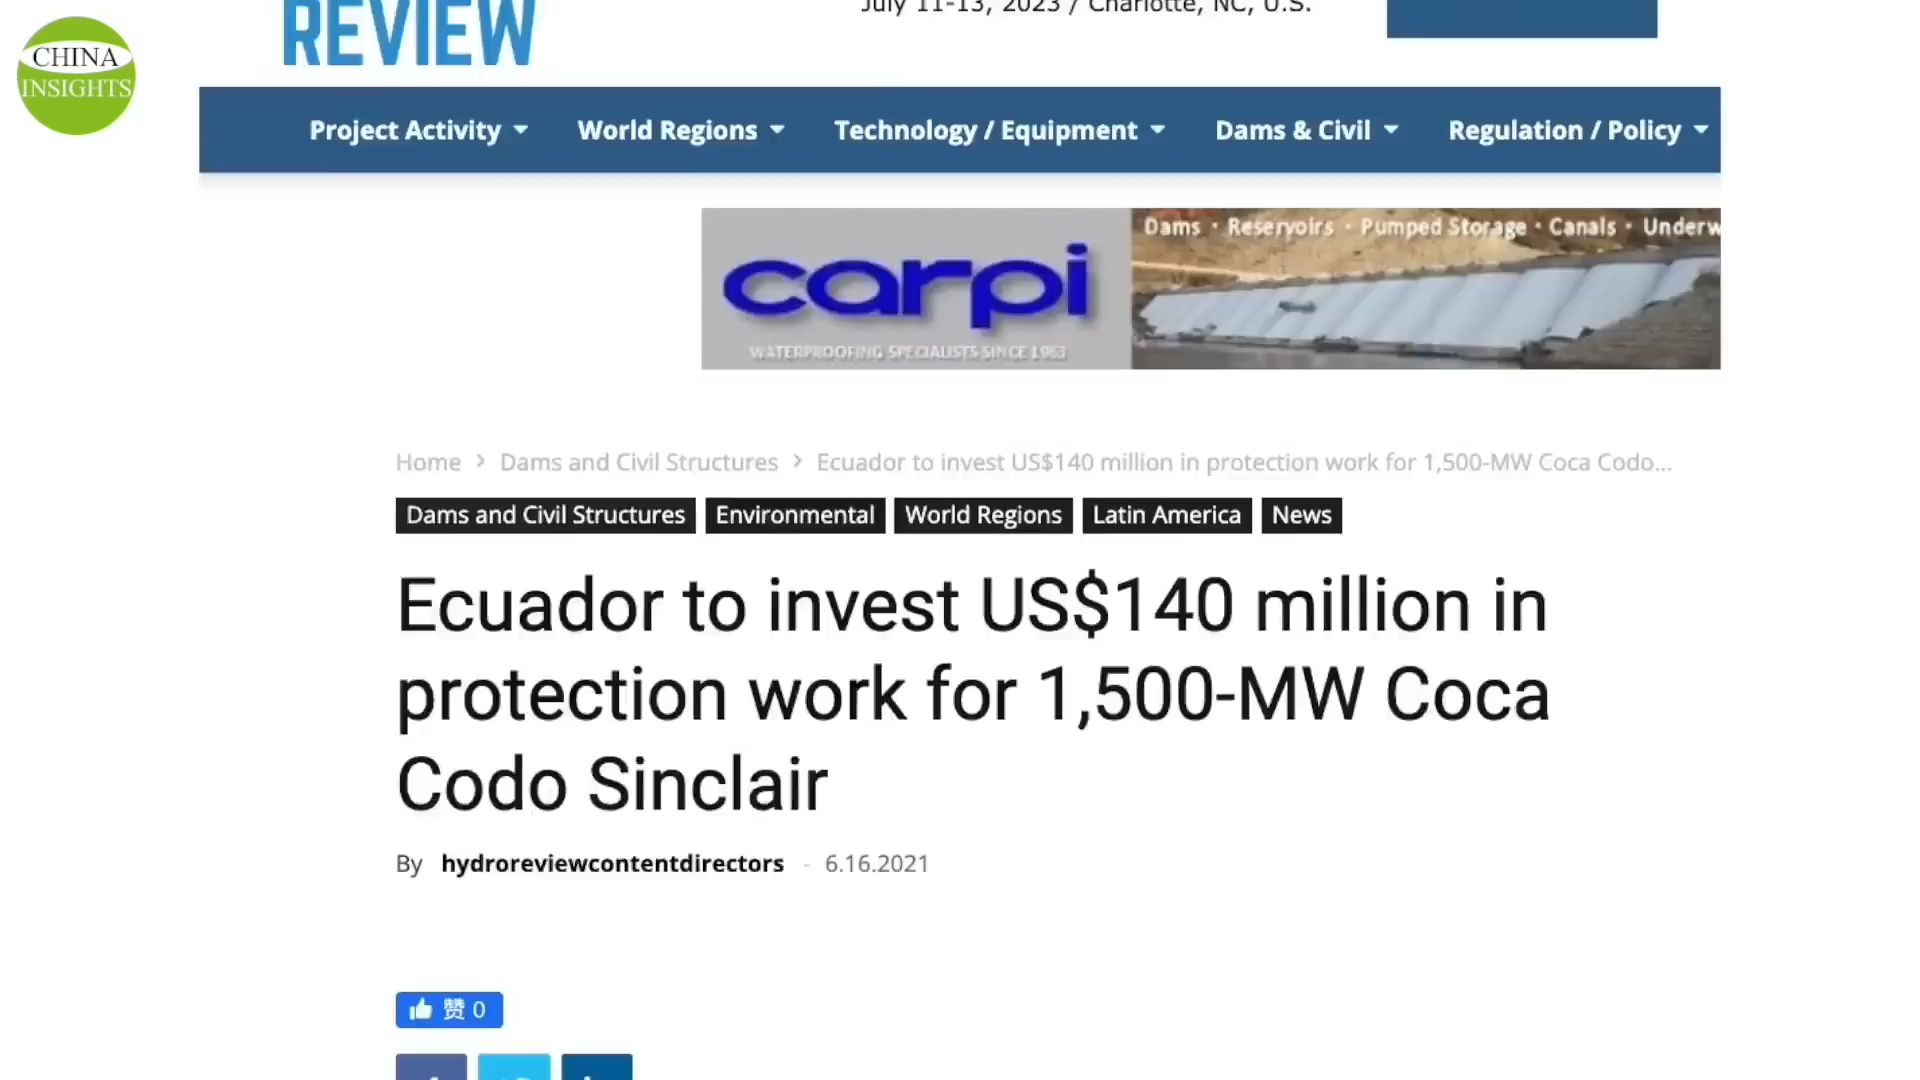 CHINA
INSIGHTS
REVIEW
July 11-13, 2023 / Charlotte, NC, U.S.
Project Activity
World Regions
Technology / Equipment
Dams & Civil
Regulation / Policy
carpi
WATERPROOFING SPECIALISTS SINCE 1963
Dams · Reservoirs · Pumped Storage · Canals · Underw
Home > Dams and Civil Structures > Ecuador to invest US$140 million in protection work for 1,500-MW Coca Codo...
Dams and Civil Structures
Environmental
World Regions
Latin America
News
Ecuador to invest US$140 million in
protection work for 1,500-MW Coca
Codo Sinclair
By hydroreviewcontentdirectors - 6.16.2021
赞 0